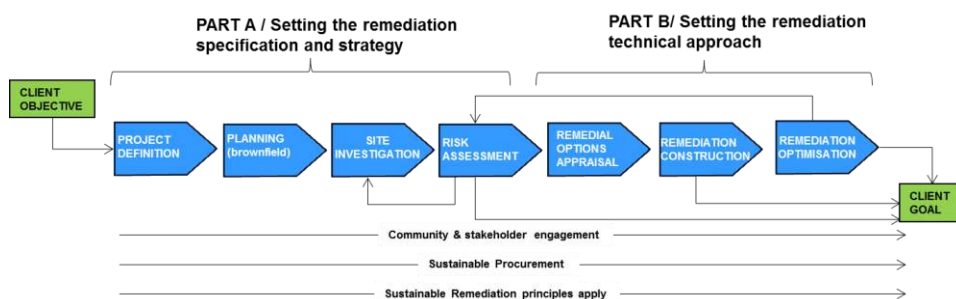 PART A / Setting the remediation
specification and strategy
PART B/ Setting the remediation
technical approach
CLIENT
OBJECTIVE
PROJECT
DEFINITION
PLANNING
(brownfield)
SITE
INVESTIGATION
RISK
ASSESSMENT
REMEDIAL
OPTIONS
APPRAISAL
REMEDIATION
CONSTRUCTION
REMEDIATION
OPTIMISATION
CLIENT
GOAL
Community & stakeholder engagement
Sustainable Procurement
Sustainable Remediation principles apply